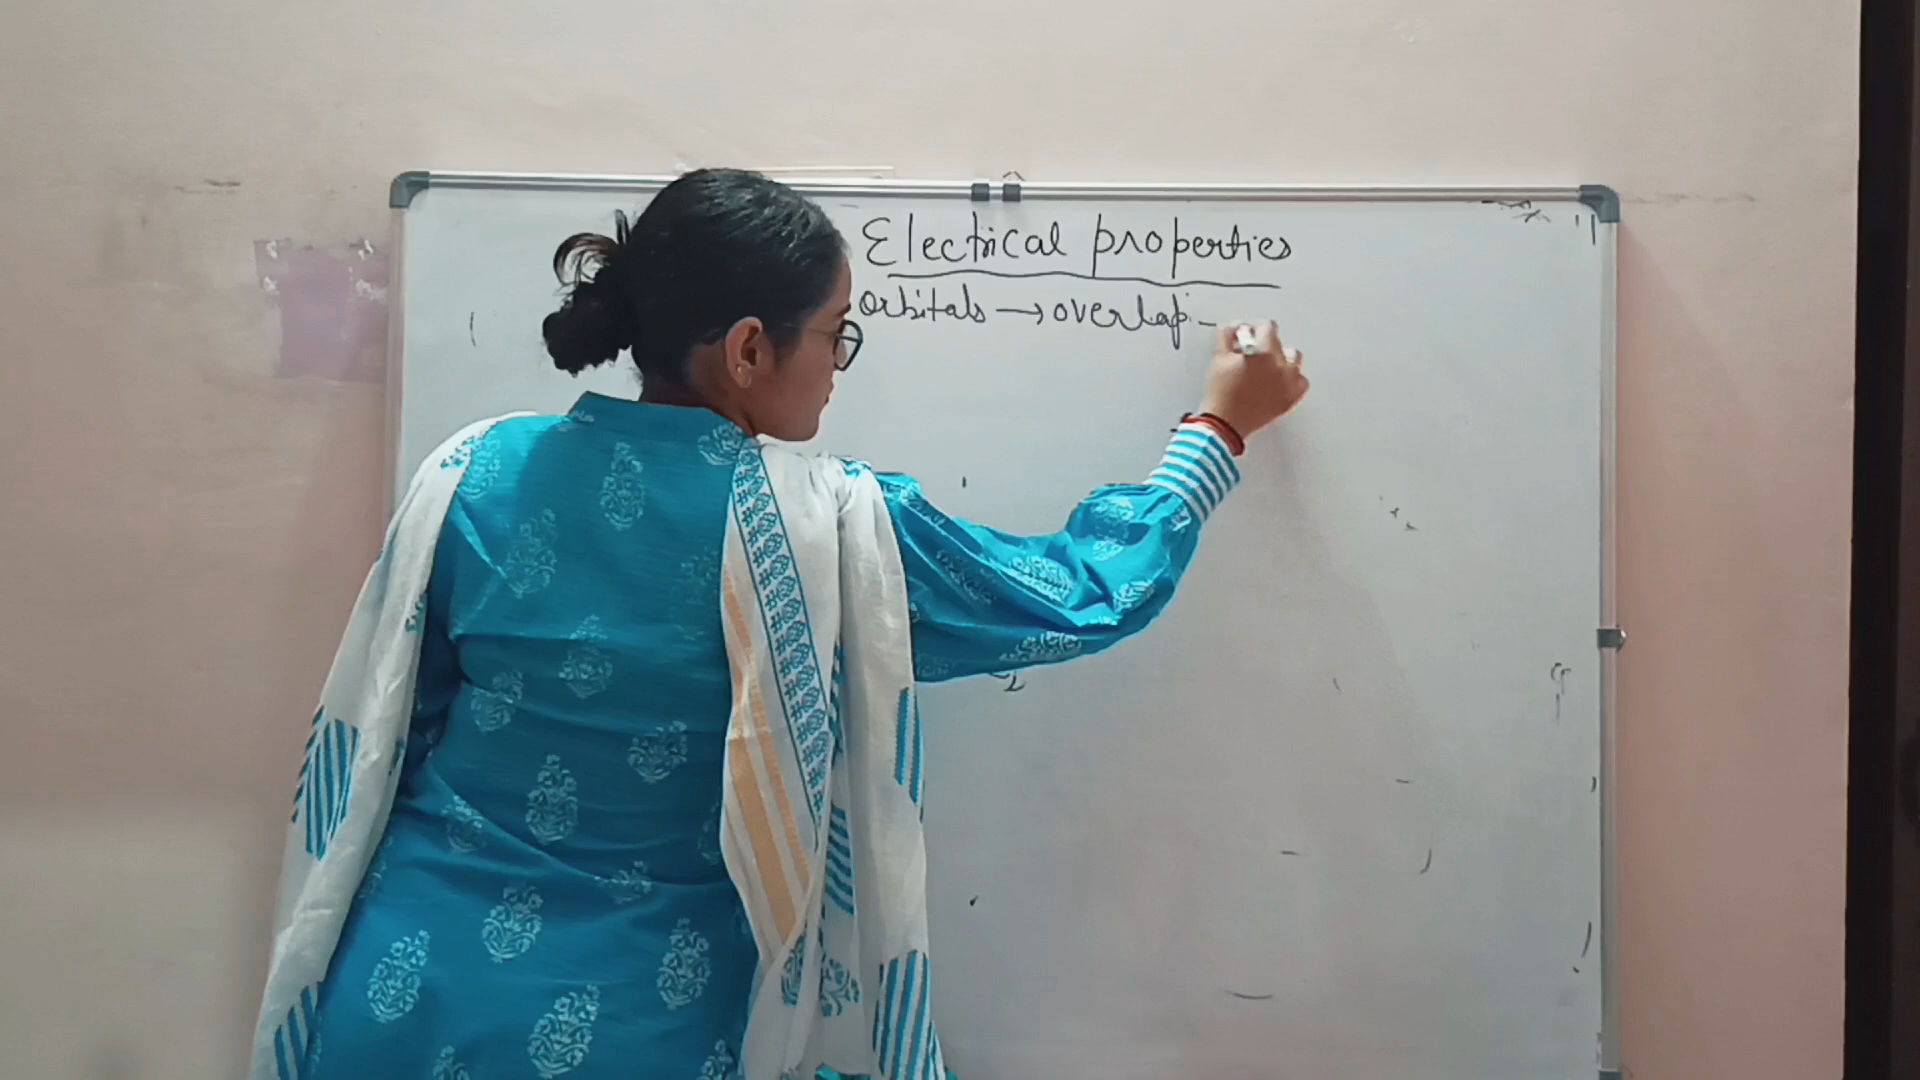 Electrical properties
orbitals → overlap -